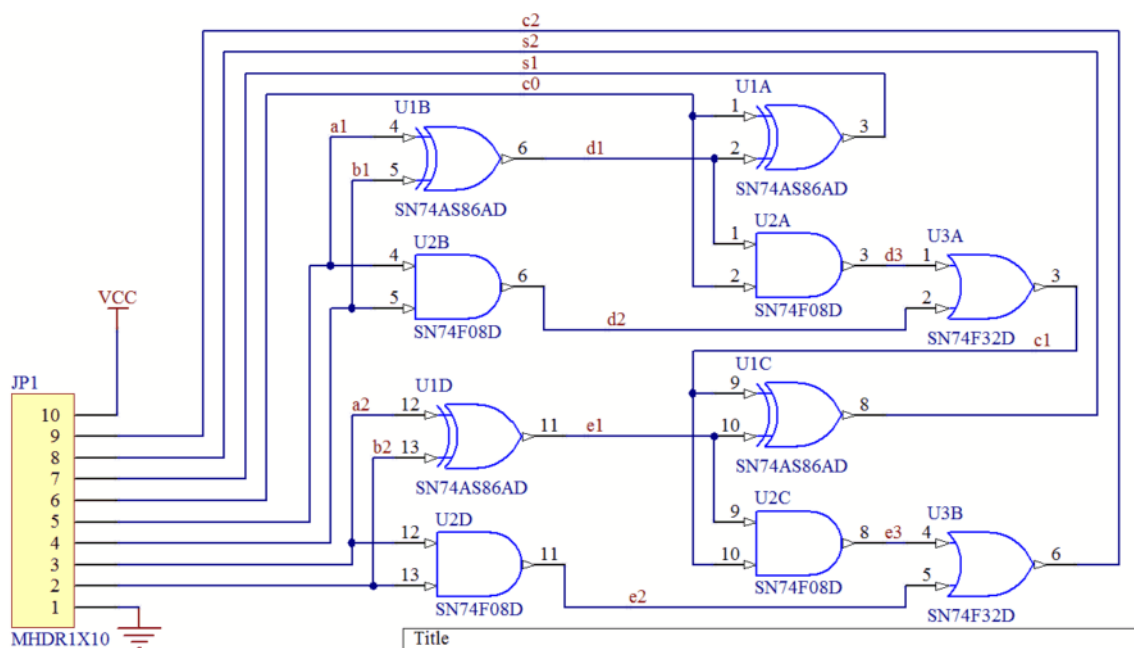 c2
s2
s1
c0
U1B
a1
4
6
b1
5
SN74AS86AD
d1
U1A
1
3
2
SN74AS86AD
U2B
4
6
5
SN74F08D
d2
U2A
1
3
d3
2
SN74F08D
U3A
1
3
2
SN74F32D
c1
VCC
JP1
10
9
8
7
6
5
4
3
2
1
MHDR1X10
U1D
a2
12
11
e1
b2
13
SN74AS86AD
U1C
9
8
10
SN74AS86AD
U2D
12
11
13
SN74F08D
e2
U2C
9
8
e3
10
SN74F08D
U3B
4
6
5
SN74F32D
Title